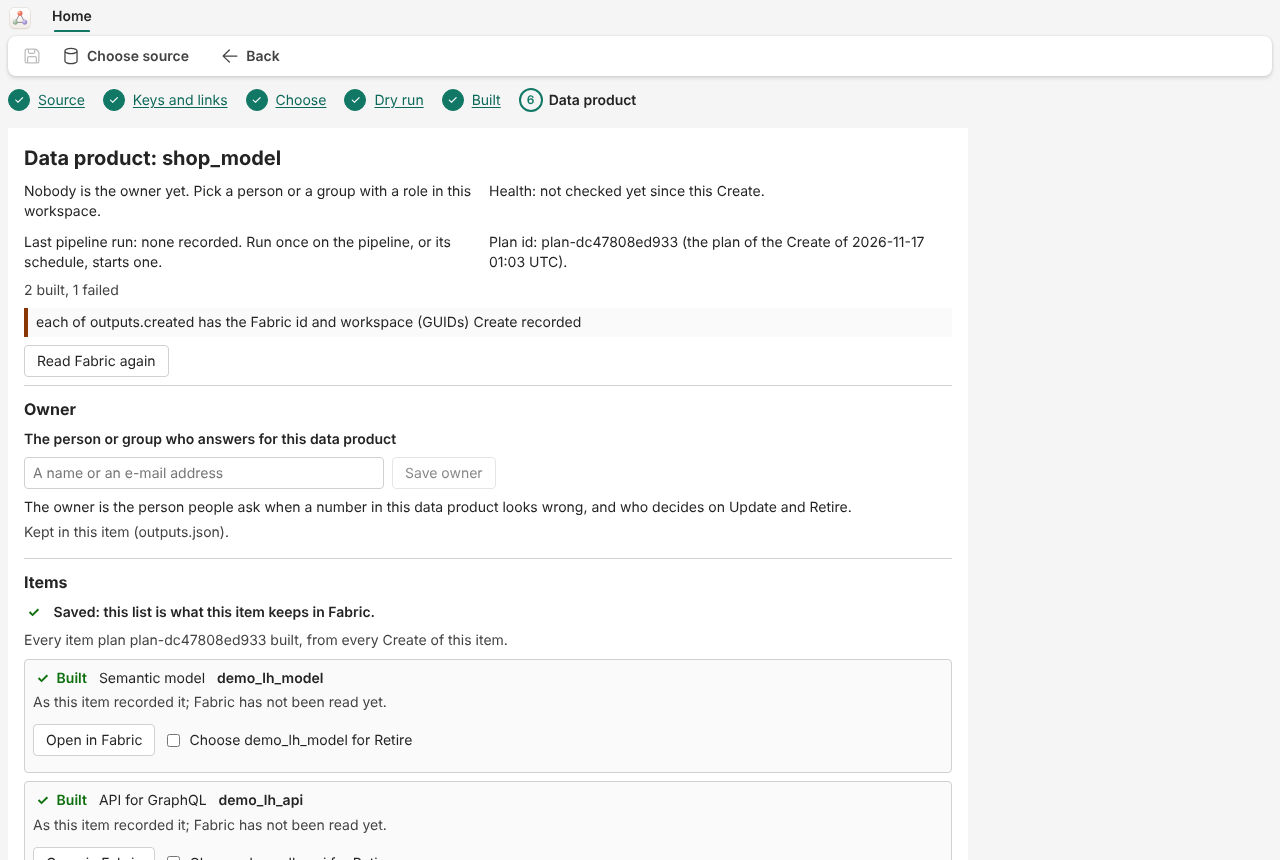 Home
Choose source
Back
Source
Keys and links
Choose
Dry run
Built
6 Data product
Data product: shop_model
Nobody is the owner yet. Pick a person or a group with a role in this
workspace.
Health: not checked yet since this Create.
Last pipeline run: none recorded. Run once on the pipeline, or its
schedule, starts one.
Plan id: plan-dc47808ed933 (the plan of the Create of 2026-11-17
01:03 UTC).
2 built, 1 failed
each of outputs.created has the Fabric id and workspace (GUIDs) Create recorded
Read Fabric again
Owner
The person or group who answers for this data product
A name or an e-mail address
Save owner
The owner is the person people ask when a number in this data product looks wrong, and who decides on Update and Retire.
Kept in this item (outputs.json).
Items
Saved: this list is what this item keeps in Fabric.
Every item plan plan-dc47808ed933 built, from every Create of this item.
Built Semantic model demo_lh_model
As this item recorded it; Fabric has not been read yet.
Open in Fabric
Choose demo_lh_model for Retire
Built API for GraphQL demo_lh_api
As this item recorded it; Fabric has not been read yet.